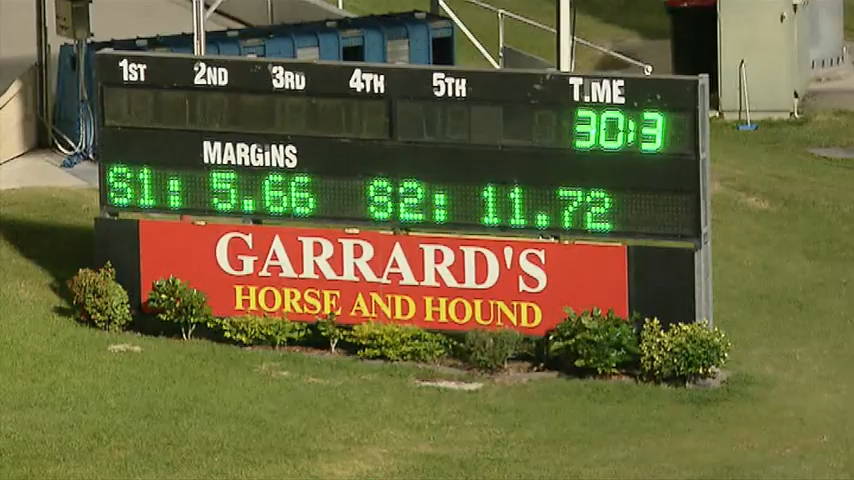 1ST 2ND 3RD 4TH 5TH TIME
30:3
MARGINS
S1: 5.66 S2: 11.72
GARRARD'S
HORSE AND HOUND